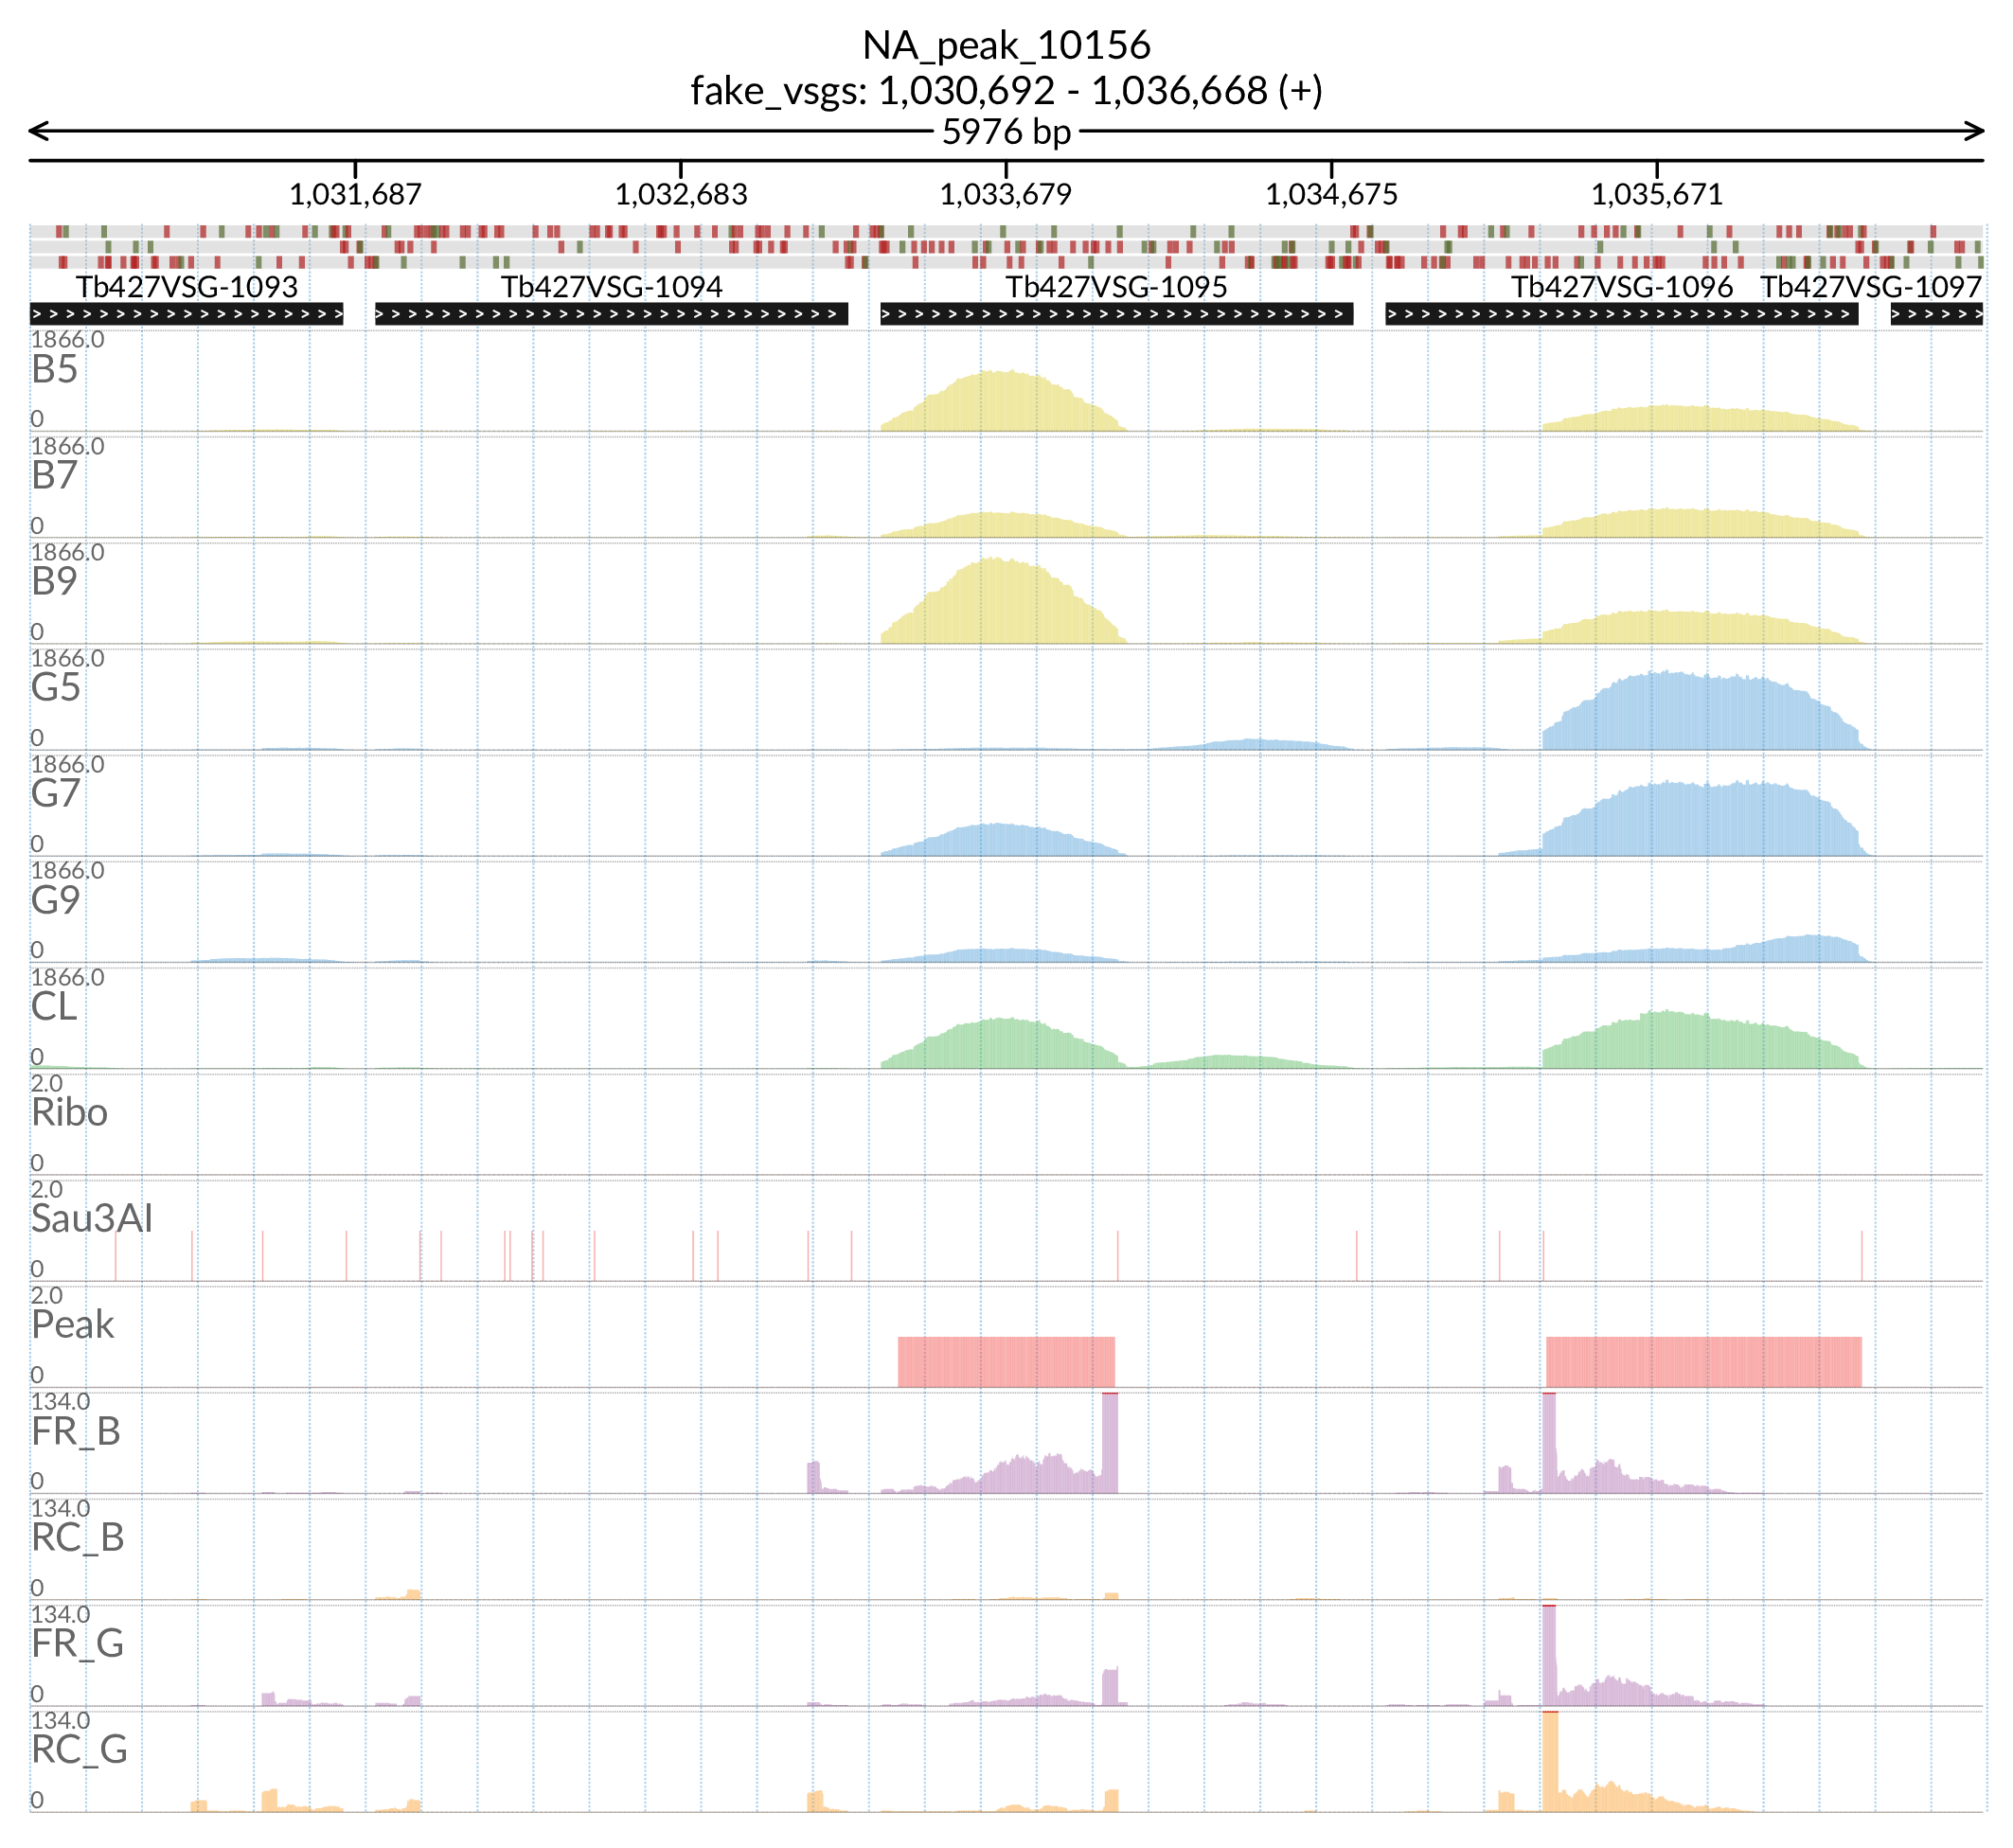 NA_peak_10156
fake_vsgs: 1,030,692 - 1,036,668 (+)
5976 bp
1,031,687 1,032,683 1,033,679 1,034,675 1,035,671
Tb427VSG-1093 Tb427VSG-1094 Tb427VSG-1095 Tb427VSG-1096 Tb427VSG-1097
1866.0
B5
0
1866.0
B7
0
1866.0
B9
0
1866.0
G5
0
1866.0
G7
0
1866.0
G9
0
1866.0
CL
0
2.0
Ribo
0
2.0
Sau3AI
0
2.0
Peak
0
134.0
FR_B
0
134.0
RC_B
0
134.0
FR_G
0
134.0
RC_G
0